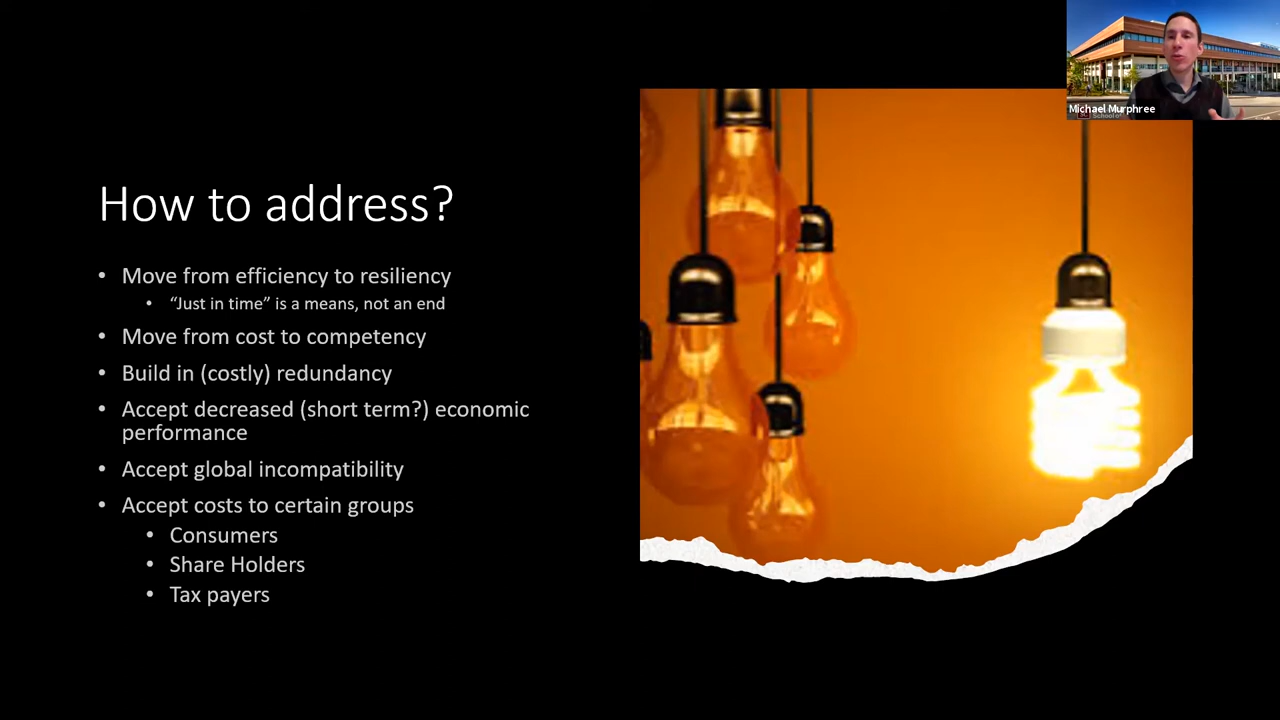 How to address?
• Move from efficiency to resiliency
• “Just in time” is a means, not an end
• Move from cost to competency
• Build in (costly) redundancy
• Accept decreased (short term?) economic
performance
• Accept global incompatibility
• Accept costs to certain groups
• Consumers
• Share Holders
• Tax payers
Michael Murphree
School of